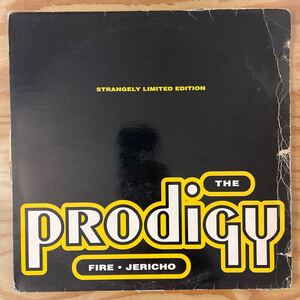 STRANGELY LIMITED EDITION
THE
PRODIGY
FIRE • JERICHO